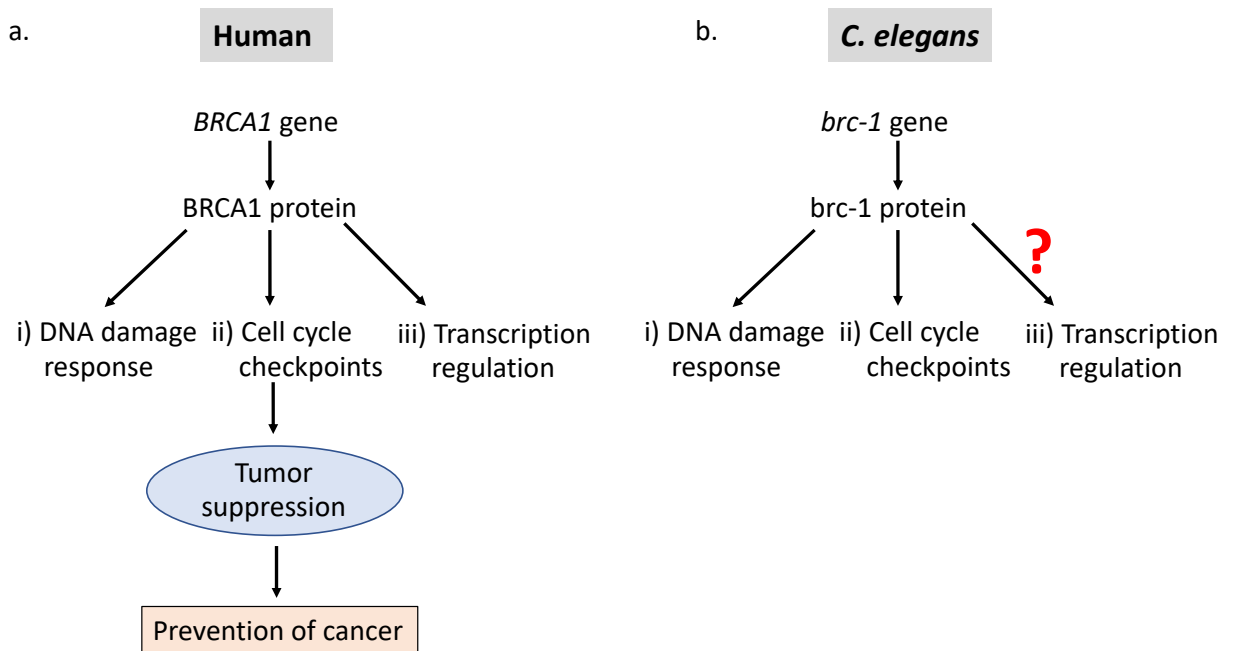 a.
Human
BRCA1 gene
BRCA1 protein
i) DNA damage
response
ii) Cell cycle
checkpoints
iii) Transcription
regulation
Tumor
suppression
Prevention of cancer
b.
C. elegans
brc-1 gene
brc-1 protein
?
i) DNA damage
response
ii) Cell cycle
checkpoints
iii) Transcription
regulation